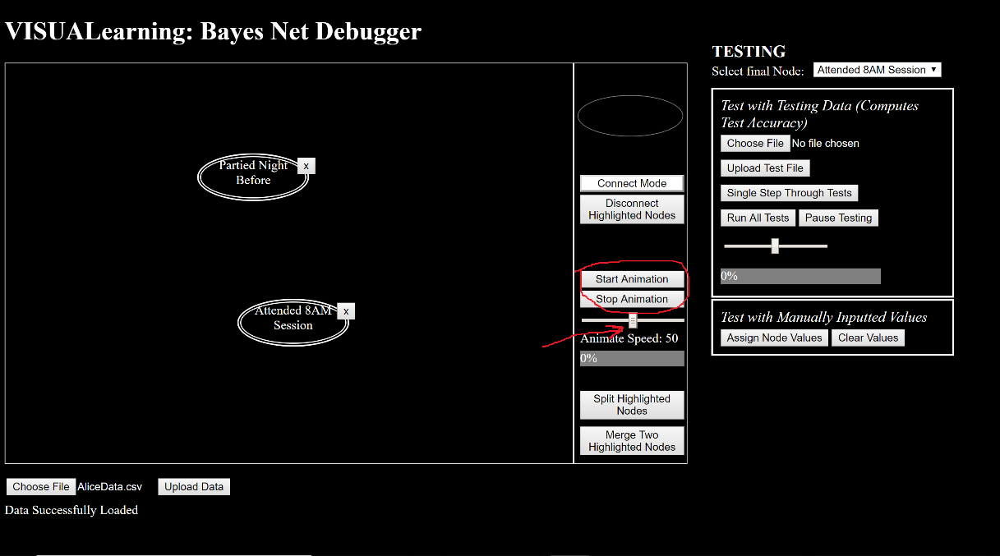 VISUALearning: Bayes Net Debugger
Partied Night
Before
x
Attended 8AM
Session
x
Connect Mode
Disconnect
Highlighted Nodes
Start Animation
Stop Animation
Animate Speed: 50
0%
Split Highlighted
Nodes
Merge Two
Highlighted Nodes
Choose File AliceData.csv Upload Data
Data Successfully Loaded
TESTING
Select final Node: Attended 8AM Session
Test with Testing Data (Computes
Test Accuracy)
Choose File No file chosen
Upload Test File
Single Step Through Tests
Run All Tests Pause Testing
0%
Test with Manually Inputted Values
Assign Node Values Clear Values